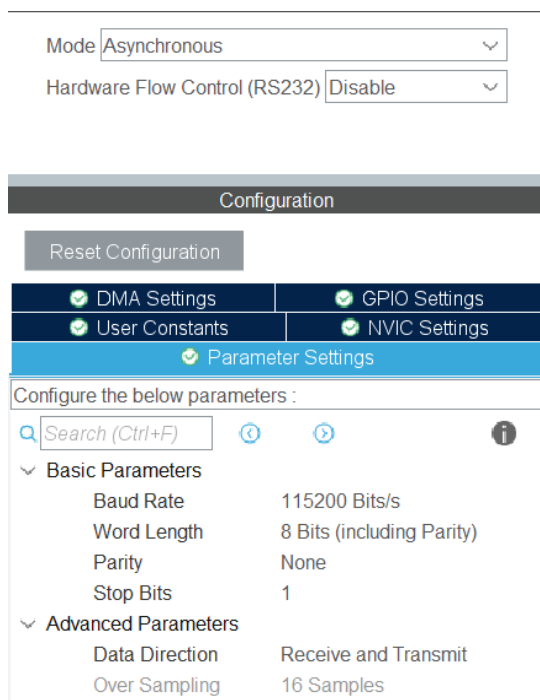 Mode Asynchronous
Hardware Flow Control (RS232) Disable
Configuration
Reset Configuration
DMA Settings GPIO Settings
User Constants NVIC Settings
Parameter Settings
Configure the below parameters :
Search (Ctrl+F)
Basic Parameters
Baud Rate 115200 Bits/s
Word Length 8 Bits (including Parity)
Parity None
Stop Bits 1
Advanced Parameters
Data Direction Receive and Transmit
Over Sampling 16 Samples